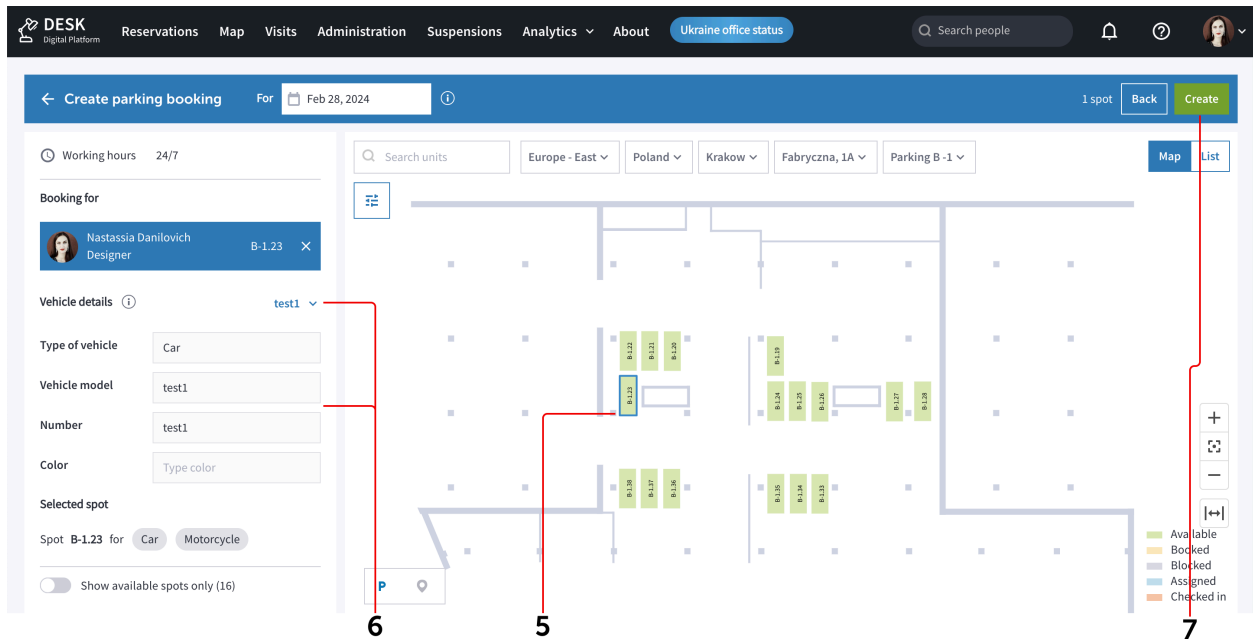 DESK
Digital Platform
Reservations Map Visits Administration Suspensions Analytics About Ukraine office status Search people
Create parking booking For Feb 28, 2024 1 spot Back Create
Working hours 24/7
Search units Europe - East Poland Krakow Fabryczna, 1A Parking B -1 Map List
Booking for
Nastassia Danilovich
Designer
B-1.23
Vehicle details test1
Type of vehicle Car
Vehicle model test1
Number test1
Color Type color
Selected spot
Spot B-1.23 for Car Motorcycle
Show available spots only (16)
B-1.22 B-1.21 B-1.20 B-1.19
B-1.23 B-1.24 B-1.25 B-1.26 B-1.27 B-1.28
B-1.38 B-1.37 B-1.36 B-1.35 B-1.34 B-1.33
P
Available
Booked
Blocked
Assigned
Checked in
6 5 7